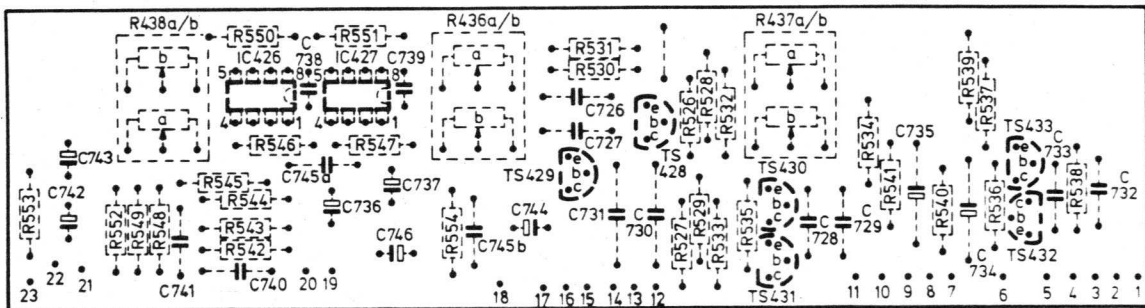 R438a/b
R436a/b
R437a/b
R550
C
738
R551
C739
IC426
IC427
5
8
5
8
4
1
4
1
b
a
a
b
a
b
R531
R530
C726
C727
R526
R528
R532
e
b
c
TS
428
R546
R547
C745a
TS429
e
b
c
C743
C742
R553
R552
R549
R548
C741
R545
R544
R543
R542
C740
C736
C737
C746
R554
C745b
C744
C731
C
730
R527
R529
R533
R535
TS430
e
b
c
e
b
c
TS431
C
728
C
729
R534
R541
C735
R540
C
734
R539
R537
R536
TS433
e
b
c
e
b
c
TS432
C
733
R538
C
732
23
22
21
20
19
18
17
16
15
14
13
12
11
10
9
8
7
6
5
4
3
2
1